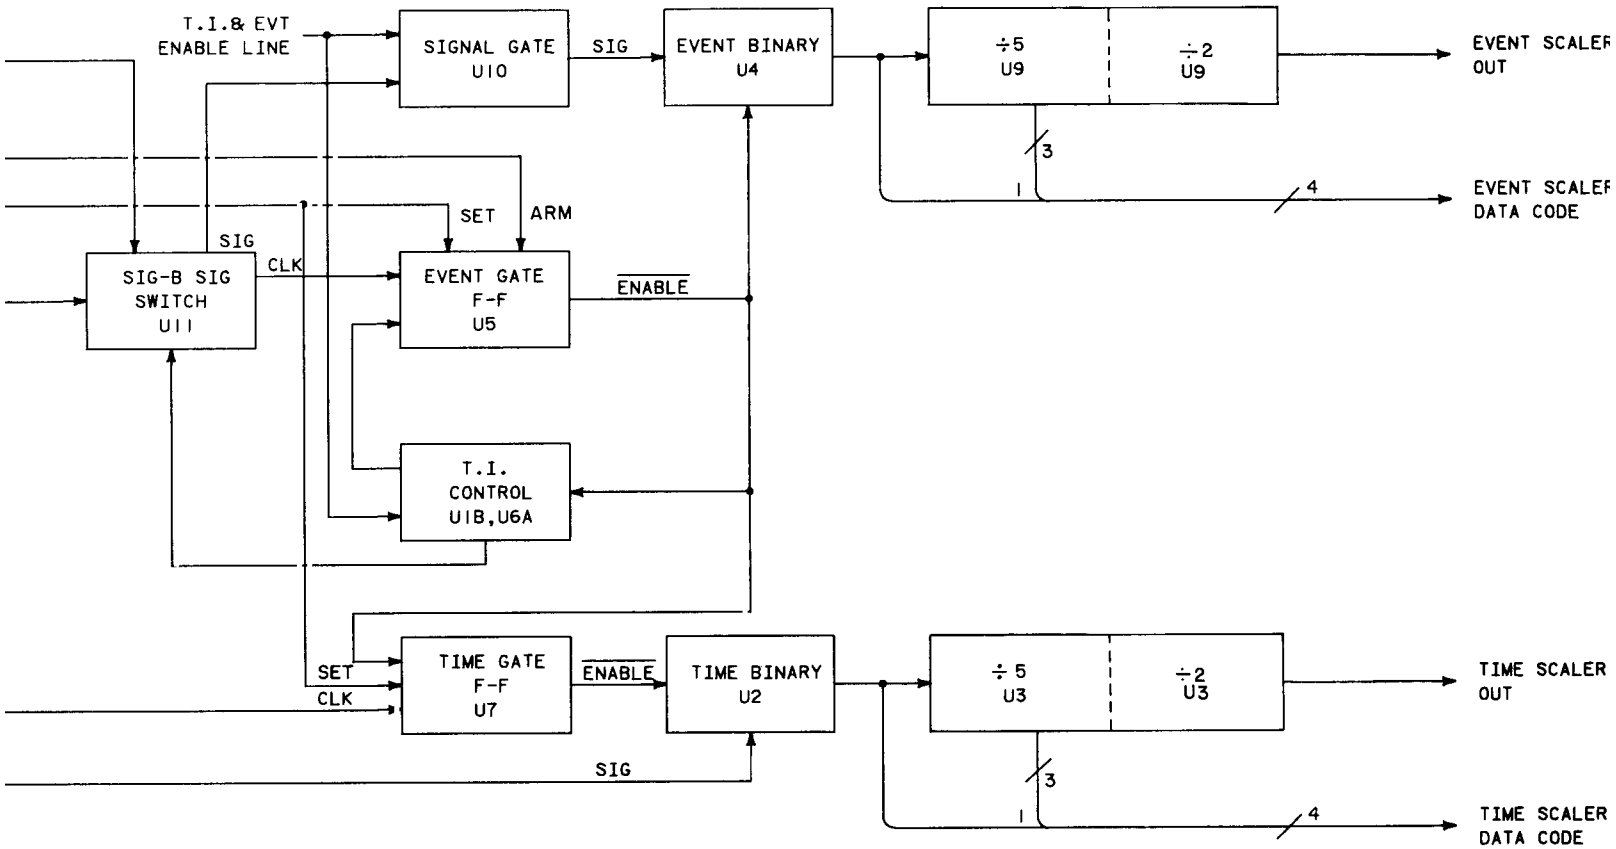 T.I.& EVT
ENABLE LINE
SIGNAL GATE
U10
SIG
EVENT BINARY
U4
÷5
U9
÷2
U9
EVENT SCALER
OUT
3
1
4
EVENT SCALER
DATA CODE
SET
ARM
SIG
SIG-B SIG
SWITCH
U11
CLK
EVENT GATE
F-F
U5
ENABLE
T.I.
CONTROL
U1B,U6A
SET
CLK
TIME GATE
F-F
U7
ENABLE
TIME BINARY
U2
÷5
U3
÷2
U3
TIME SCALER
OUT
SIG
3
1
4
TIME SCALER
DATA CODE